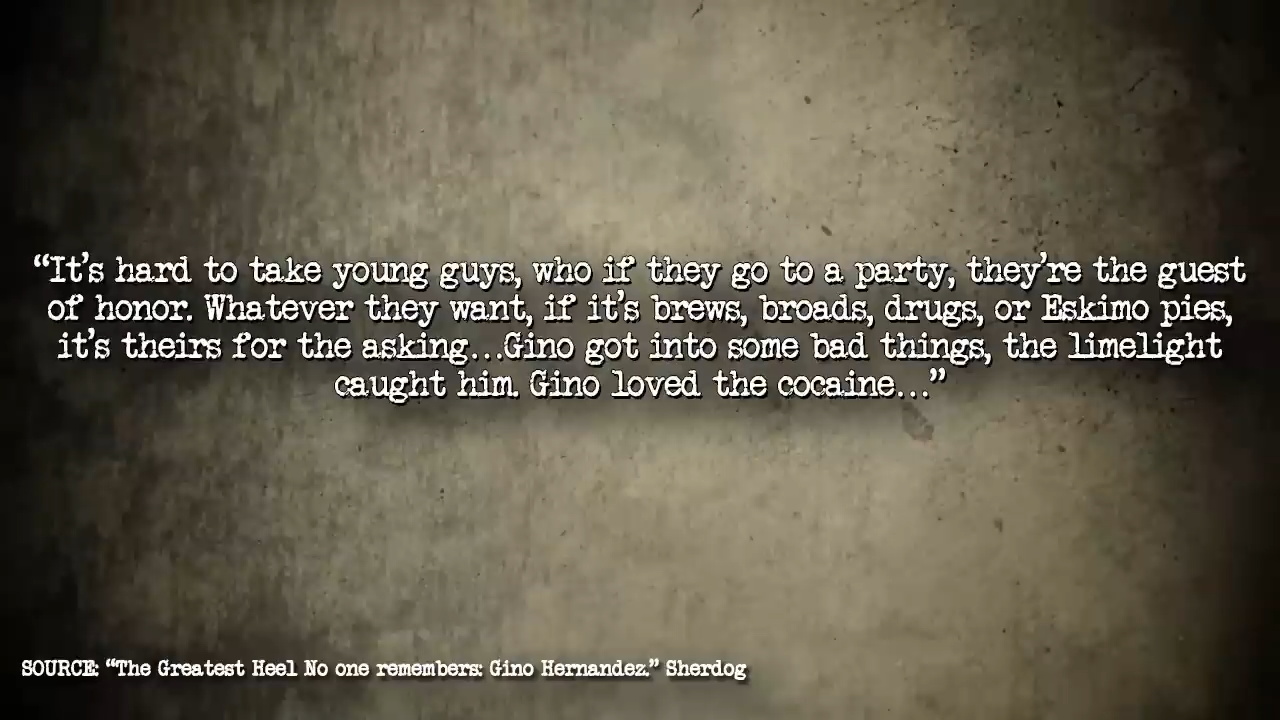 “It’s hard to take young guys, who if they go to a party, they’re the guest
of honor. Whatever they want, if it’s brews, broads, drugs, or Eskimo pies,
it’s theirs for the asking...Gino got into some bad things, the limelight
caught him. Gino loved the cocaine...”
SOURCE: “The Greatest Heel No one remembers: Gino Hernandez.” Sherdog